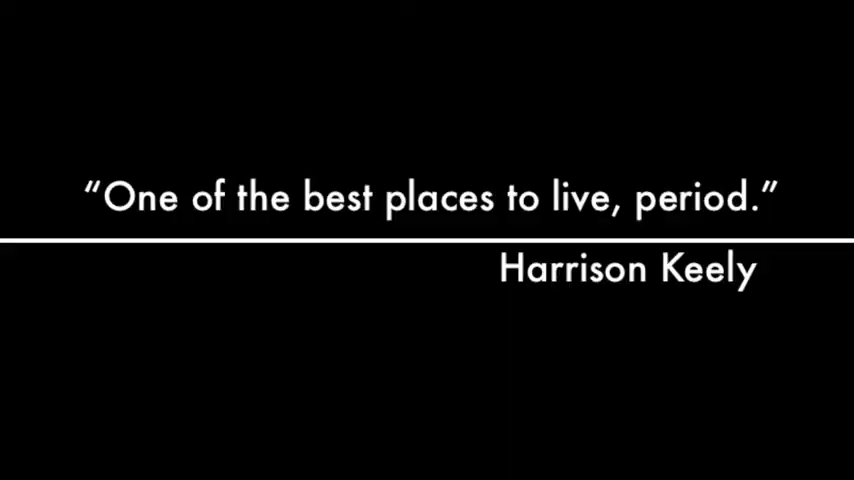 “One of the best places to live, period.”
Harrison Keely